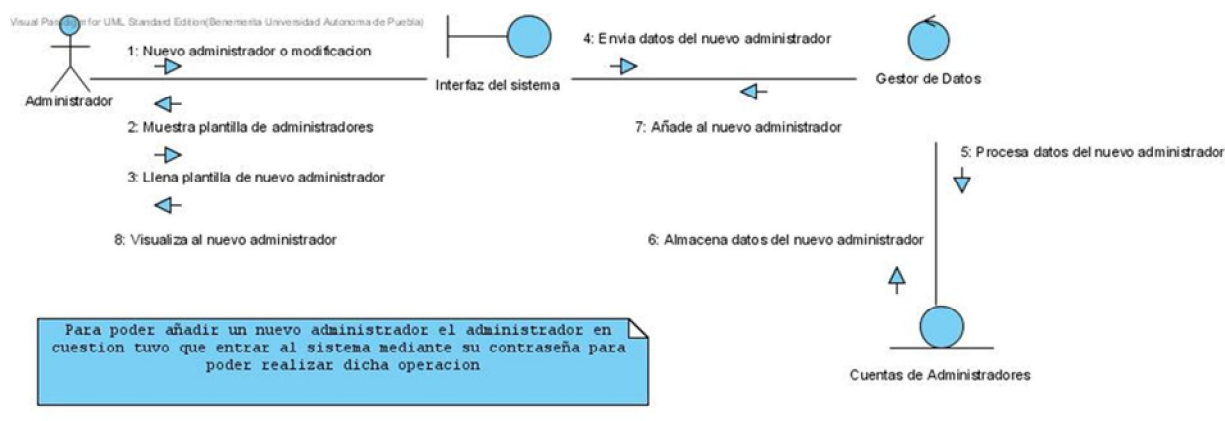 Visual Paradigm for UML Standard Edition(Benemerita Universidad Autonoma de Puebla)
1: Nuevo administrador o modificacion
4: Envia datos del nuevo administrador
Interfaz del sistema
Gestor de Datos
Administrador
2: Muestra plantilla de administradores
7: Añade al nuevo administrador
3: Llena plantilla de nuevo administrador
5: Procesa datos del nuevo administrador
8: Visualiza al nuevo administrador
6: Almacena datos del nuevo administrador
Para poder añadir un nuevo administrador el administrador en
cuestion tuvo que entrar al sistema mediante su contraseña para
poder realizar dicha operacion
Cuentas de Administradores